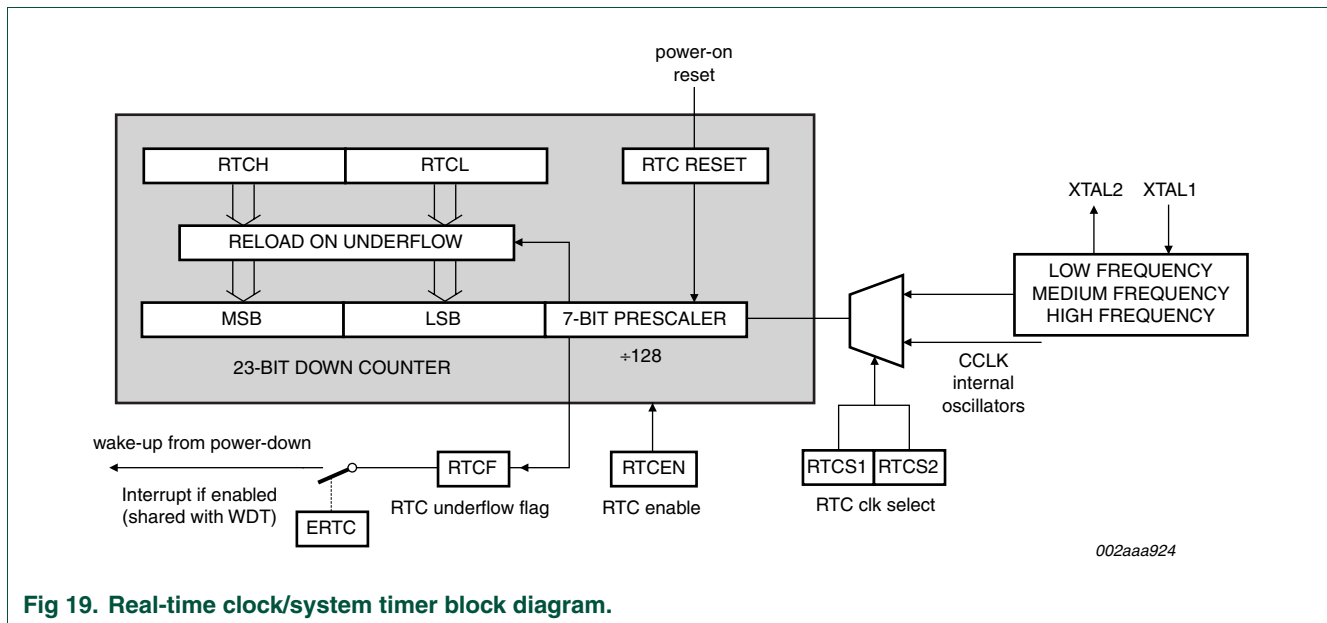 power-on
reset
RTCH
RTCL
RTC RESET
XTAL2
XTAL1
RELOAD ON UNDERFLOW
LOW FREQUENCY
MEDIUM FREQUENCY
HIGH FREQUENCY
MSB
LSB
7-BIT PRESCALER
÷128
23-BIT DOWN COUNTER
CCLK
internal
oscillators
wake-up from power-down
RTCF
RTCEN
RTCS1
RTCS2
Interrupt if enabled
(shared with WDT)
RTC underflow flag
RTC enable
RTC clk select
ERTC
002aaa924
Fig 19. Real-time clock/system timer block diagram.